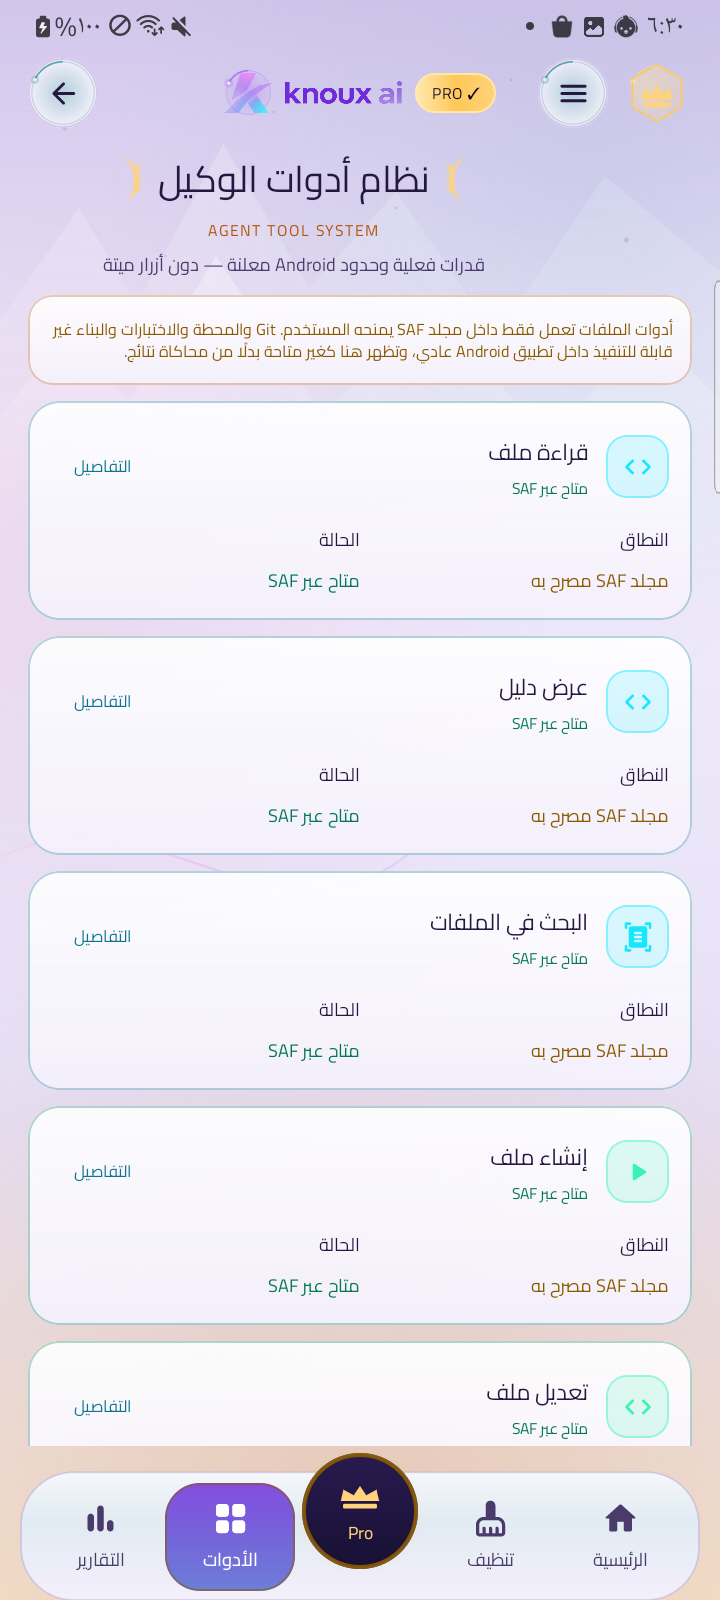 ٦:٣٠
%١٠٠
knoux ai
PRO ✓
نظام أدوات الوكيل
AGENT TOOL SYSTEM
قدرات فعلية وحدود Android معلنة — دون أزرار ميتة
أدوات الملفات تعمل فقط داخل مجلد SAF يمنحه المستخدم. Git والمحطة والاختبارات والبناء غير
قابلة للتنفيذ داخل تطبيق Android عادي، وتظهر هنا كغير متاحة بدلًا من محاكاة نتائج.
قراءة ملف
متاح عبر SAF
التفاصيل
النطاق
الحالة
مجلد SAF مصرح به
متاح عبر SAF
عرض دليل
متاح عبر SAF
التفاصيل
النطاق
الحالة
مجلد SAF مصرح به
متاح عبر SAF
البحث في الملفات
متاح عبر SAF
التفاصيل
النطاق
الحالة
مجلد SAF مصرح به
متاح عبر SAF
إنشاء ملف
متاح عبر SAF
التفاصيل
النطاق
الحالة
مجلد SAF مصرح به
متاح عبر SAF
تعديل ملف
متاح عبر SAF
التفاصيل
الرئيسية
تنظيف
Pro
الأدوات
التقارير